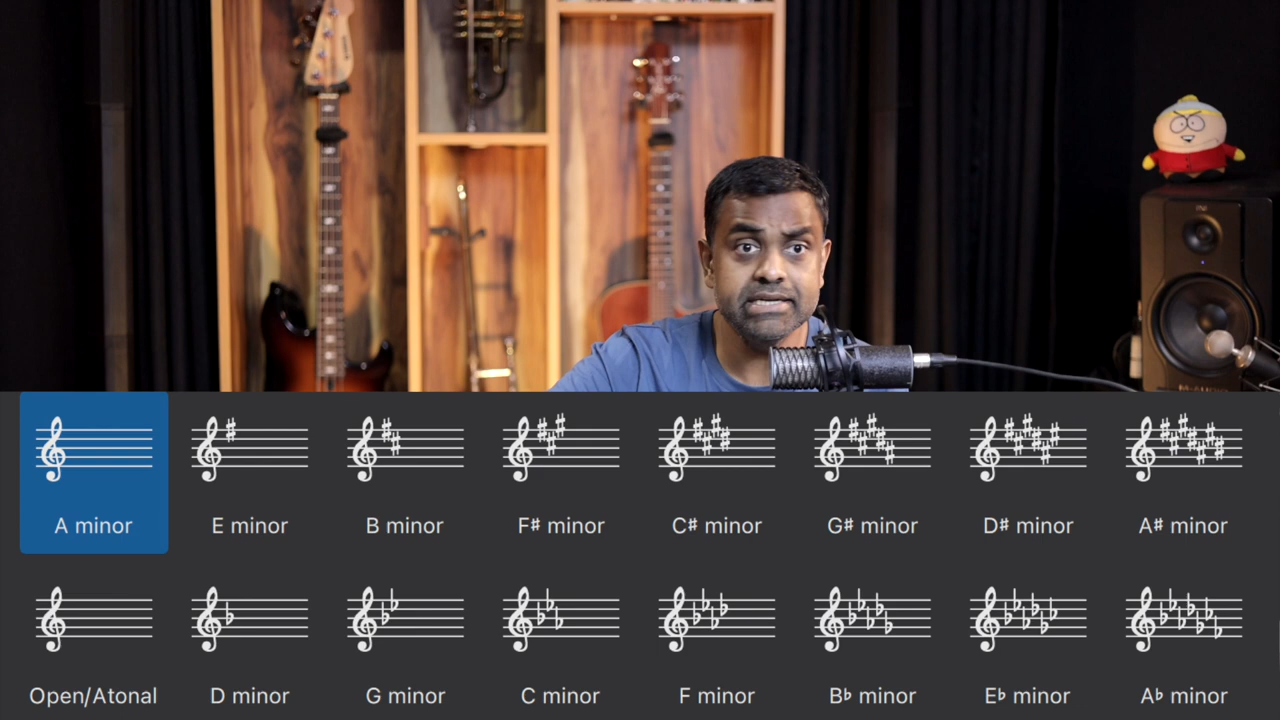 A minor
E minor
B minor
F♯ minor
C♯ minor
G♯ minor
D♯ minor
A♯ minor
Open/Atonal
D minor
G minor
C minor
F minor
B♭ minor
E♭ minor
A♭ minor